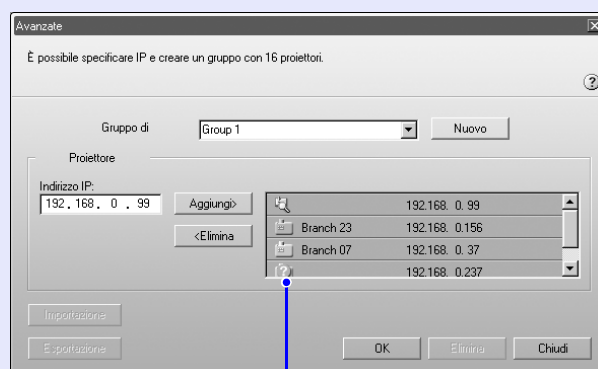 Avanzate
È possibile specificare IP e creare un gruppo con 16 proiettori.
Gruppo di
Group 1
Nuovo
Proiettore
Indirizzo IP:
192 . 168 . 0 . 99
Aggiungi>
<Elimina
192.168. 0. 99
Branch 23 192.168. 0.156
Branch 07 192.168. 0. 37
192.168. 0.237
Importazione
Esportazione
OK
Elimina
Chiudi